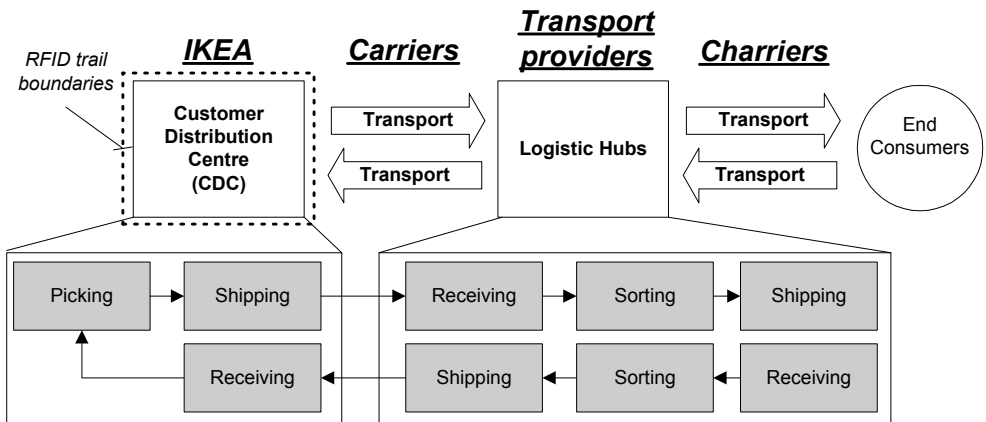 RFID trail
boundaries
IKEA
Carriers
Transport
providers
Charriers
Customer
Distribution
Centre
(CDC)
Transport
Transport
Logistic Hubs
Transport
Transport
End
Consumers
Picking
Shipping
Receiving
Sorting
Shipping
Receiving
Shipping
Sorting
Receiving